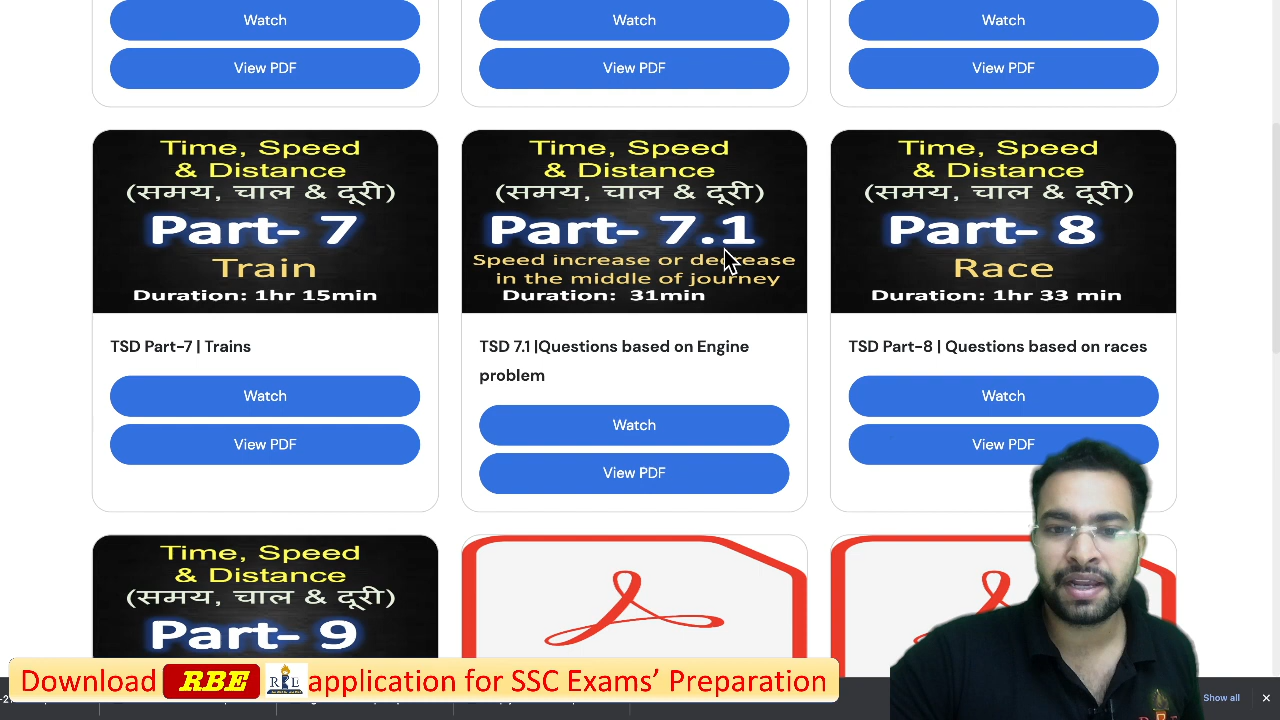 Watch
Watch
Watch
View PDF
View PDF
View PDF
Time, Speed
& Distance
(समय, चाल & दूरी)
Part- 7
Train
Duration: 1hr 15min
Time, Speed
& Distance
(समय, चाल & दूरी)
Part- 7.1
Speed increase or decrease
in the middle of journey
Duration: 31min
Time, Speed
& Distance
(समय, चाल & दूरी)
Part- 8
Race
Duration: 1hr 33 min
TSD Part-7 | Trains
Watch
View PDF
TSD 7.1 |Questions based on Engine
problem
Watch
View PDF
TSD Part-8 | Questions based on races
Watch
View PDF
Time, Speed
& Distance
(समय, चाल & दूरी)
Part- 9
Download RBE application for SSC Exams' Preparation
Show all